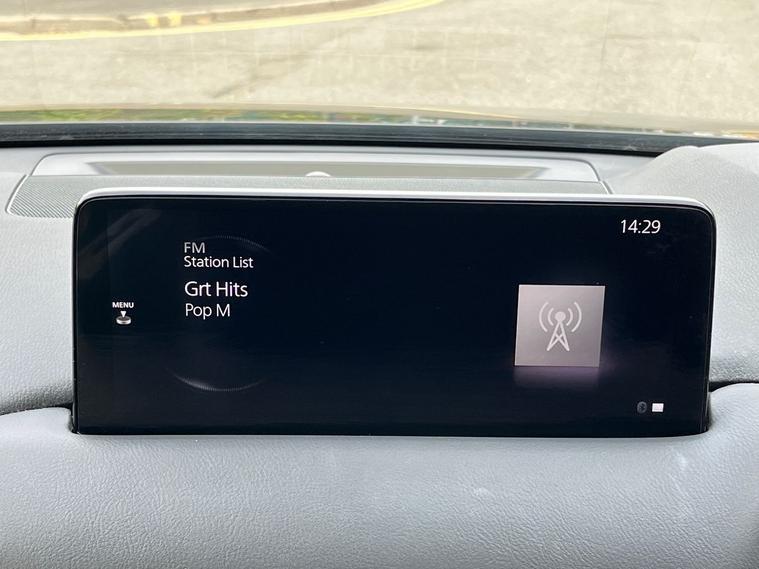 14:29
FM
Station List
Grt Hits
Pop M
MENU